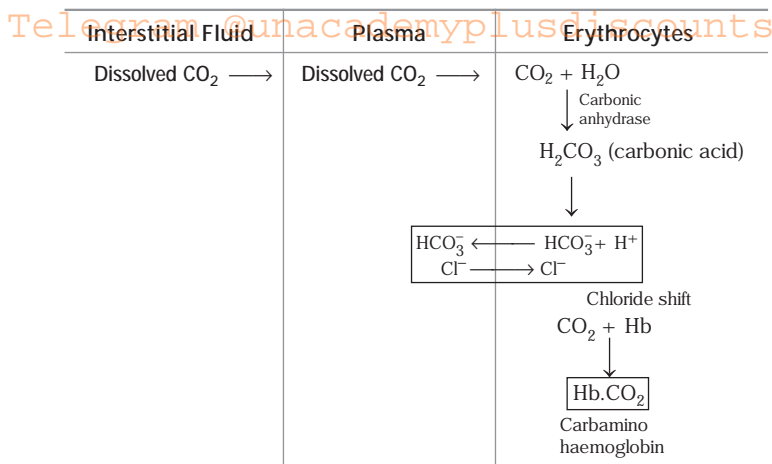 Telegram @unacademyplusdiscounts
Interstitial Fluid Plasma Erythrocytes
Dissolved CO₂ ⟶ Dissolved CO₂ ⟶ CO₂ + H₂O
Carbonic
anhydrase
H₂CO₃ (carbonic acid)
HCO₃⁻ ⟵ HCO₃⁻ + H⁺
Cl⁻ ⟶ Cl⁻
Chloride shift
CO₂ + Hb
Hb.CO₂
Carbamino
haemoglobin